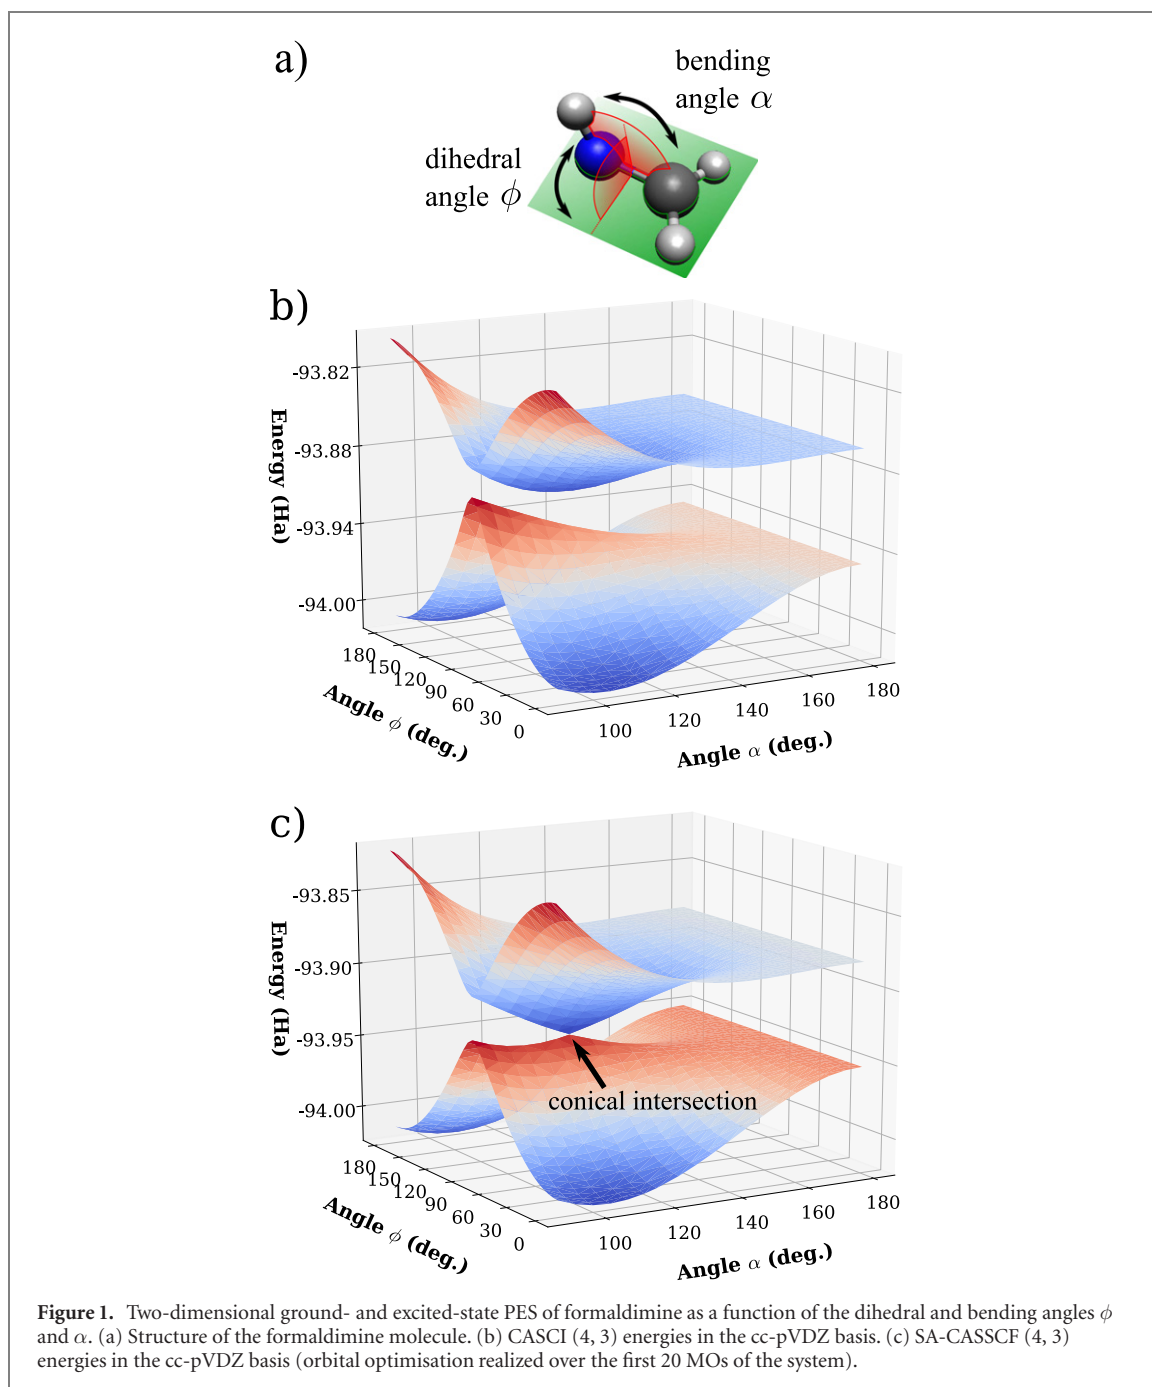 a)
bending
angle α
dihedral
angle ϕ
b)
-93.82
-93.88
-93.94
-94.00
Energy (Ha)
180
150
120
90
60
30
0
Angle ϕ (deg.)
100
120
140
160
180
Angle α (deg.)
c)
-93.85
-93.90
-93.95
-94.00
Energy (Ha)
conical intersection
180
150
120
90
60
30
0
Angle ϕ (deg.)
100
120
140
160
180
Angle α (deg.)
Figure 1. Two-dimensional ground- and excited-state PES of formaldimine as a function of the dihedral and bending angles ϕ
and α. (a) Structure of the formaldimine molecule. (b) CASCI (4, 3) energies in the cc-pVDZ basis. (c) SA-CASSCF (4, 3)
energies in the cc-pVDZ basis (orbital optimisation realized over the first 20 MOs of the system).